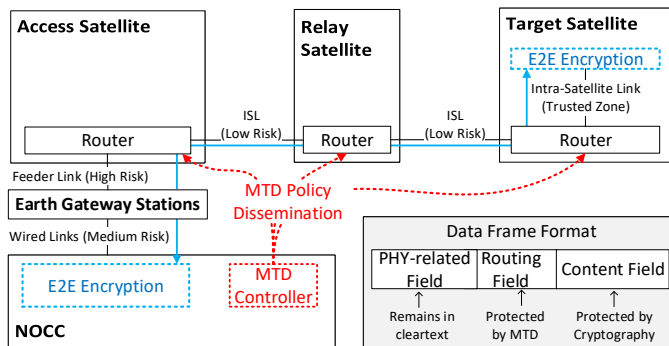 Access Satellite
Relay
Satellite
Target Satellite
E2E Encryption
Intra-Satellite Link
(Trusted Zone)
ISL
(Low Risk)
ISL
(Low Risk)
Router
Router
Router
Feeder Link (High Risk)
Earth Gateway Stations
Wired Links (Medium Risk)
MTD Policy
Dissemination
E2E Encryption
MTD
Controller
NOCC
Data Frame Format
PHY-related
Field
Routing
Field
Content Field
Remains in
cleartext
Protected
by MTD
Protected by
Cryptography